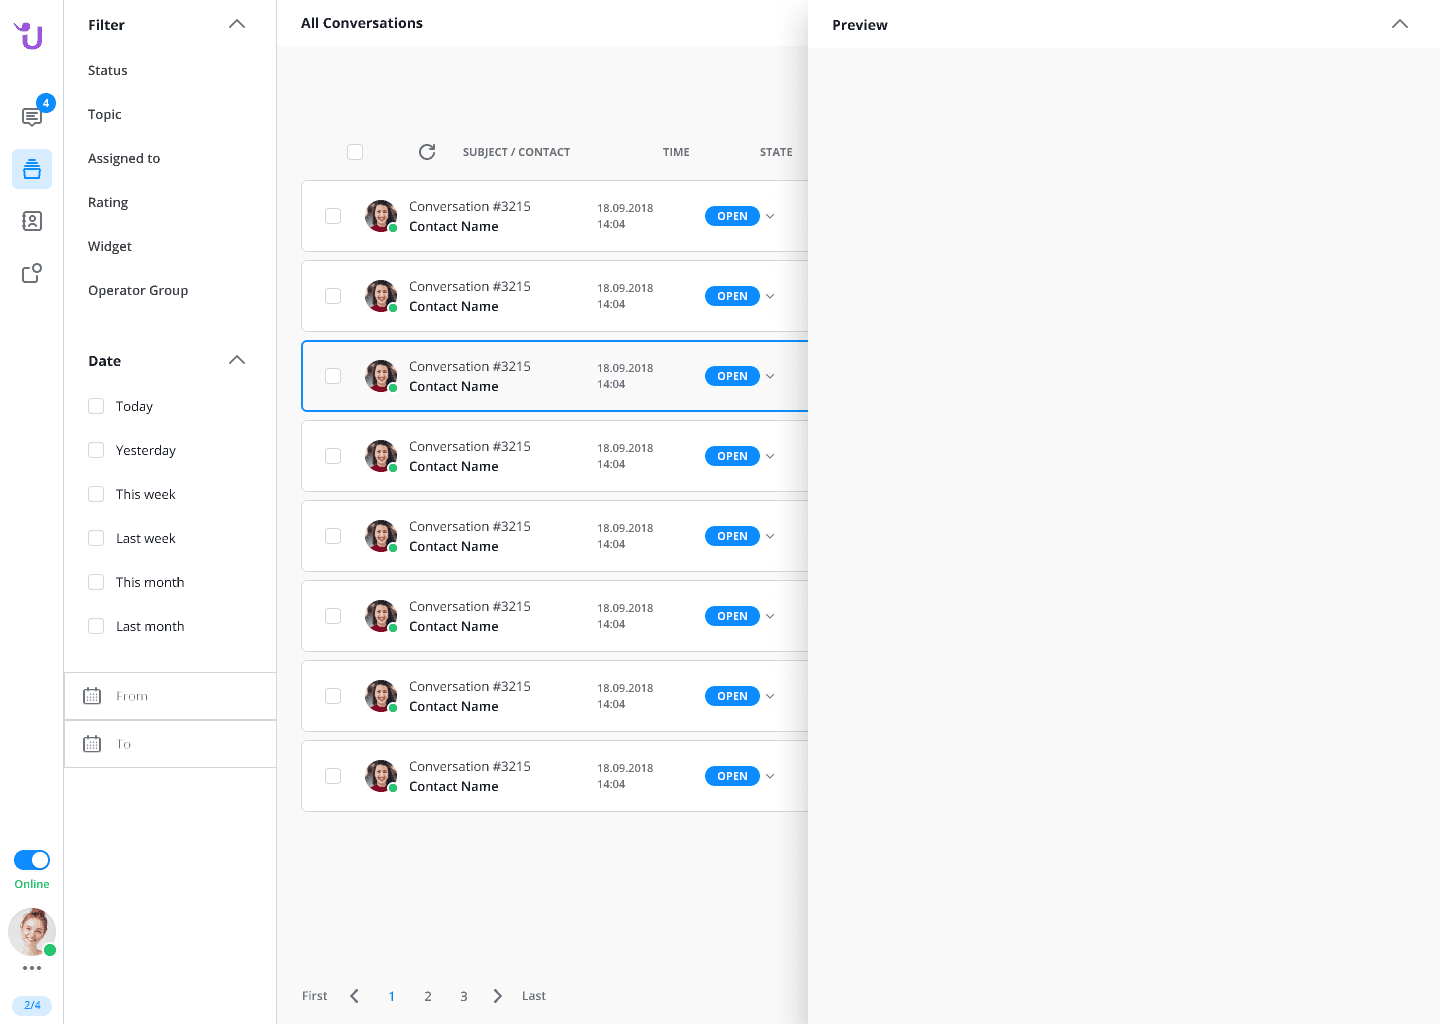 4
Online
2/4
Filter
Status
Topic
Assigned to
Rating
Widget
Operator Group
Date
Today
Yesterday
This week
Last week
This month
Last month
From
To
All Conversations
SUBJECT / CONTACT TIME STATE
Conversation #3215
Contact Name
18.09.2018
14:04
OPEN
Conversation #3215
Contact Name
18.09.2018
14:04
OPEN
Conversation #3215
Contact Name
18.09.2018
14:04
OPEN
Conversation #3215
Contact Name
18.09.2018
14:04
OPEN
Conversation #3215
Contact Name
18.09.2018
14:04
OPEN
Conversation #3215
Contact Name
18.09.2018
14:04
OPEN
Conversation #3215
Contact Name
18.09.2018
14:04
OPEN
Conversation #3215
Contact Name
18.09.2018
14:04
OPEN
First 1 2 3 Last
Preview